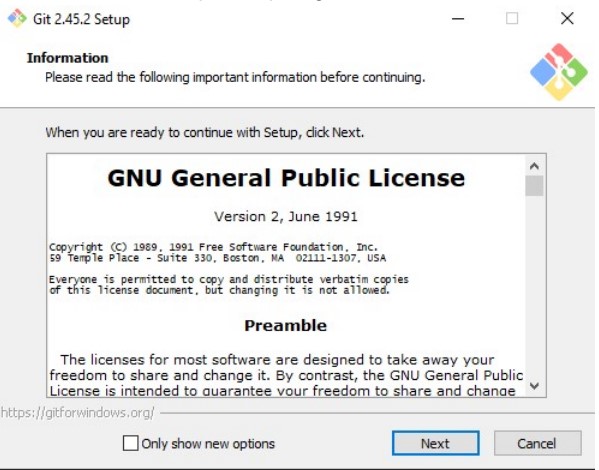 Git 2.45.2 Setup
Information
Please read the following important information before continuing.
When you are ready to continue with Setup, click Next.
GNU General Public License
Version 2, June 1991
Copyright (C) 1989, 1991 Free Software Foundation, Inc.
59 Temple Place - Suite 330, Boston, MA  02111-1307, USA
Everyone is permitted to copy and distribute verbatim copies
of this license document, but changing it is not allowed.
Preamble
The licenses for most software are designed to take away your
freedom to share and change it. By contrast, the GNU General Public
License is intended to guarantee your freedom to share and change
https://gitforwindows.org/
Only show new options
Next
Cancel